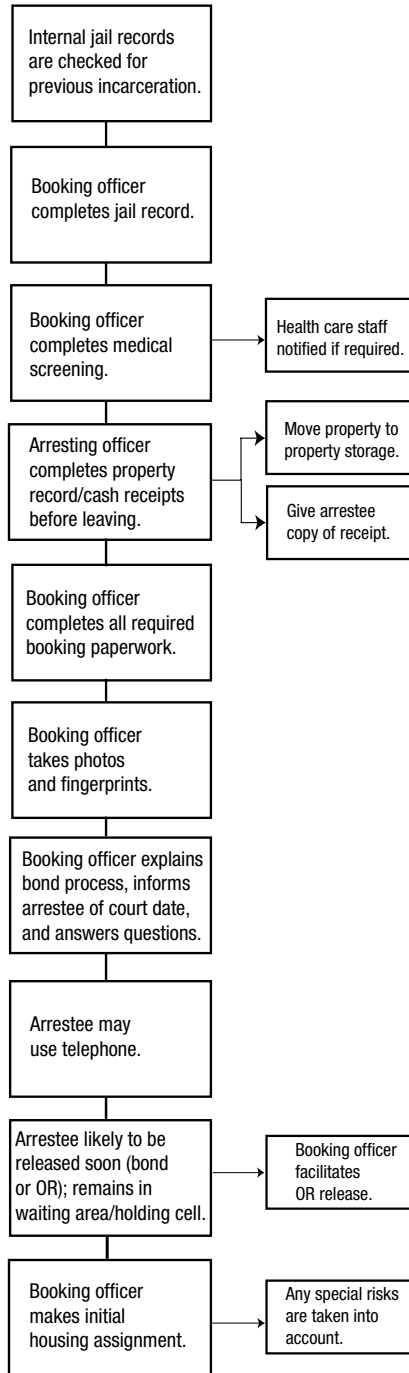 Internal jail records
are checked for
previous incarceration.
Booking officer
completes jail record.
Booking officer
completes medical
screening.
Health care staff
notified if required.
Arresting officer
completes property
record/cash receipts
before leaving.
Move property to
property storage.
Give arrestee
copy of receipt.
Booking officer
completes all required
booking paperwork.
Booking officer
takes photos
and fingerprints.
Booking officer explains
bond process, informs
arrestee of court date,
and answers questions.
Arrestee may
use telephone.
Arrestee likely to be
released soon (bond
or OR); remains in
waiting area/holding cell.
Booking officer
facilitates
OR release.
Booking officer
makes initial
housing assignment.
Any special risks
are taken into
account.